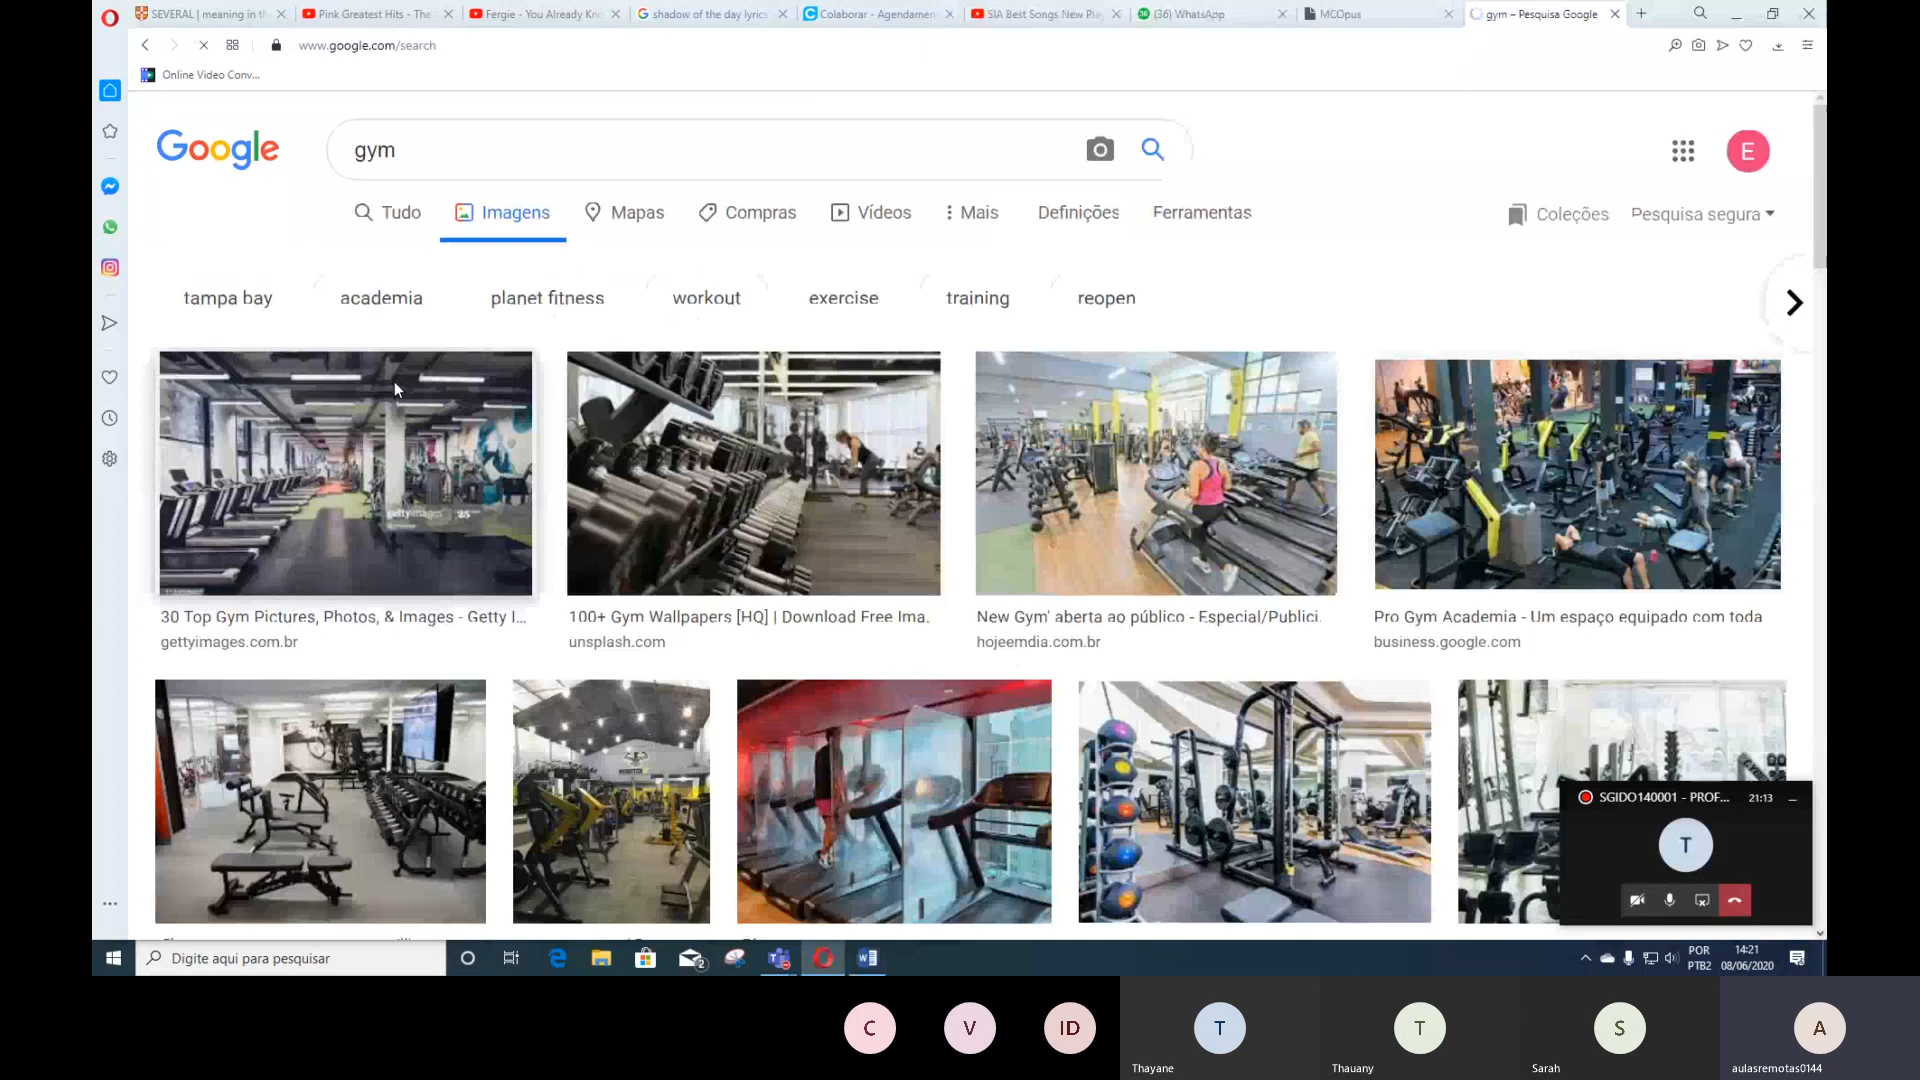 SEVERAL | meaning in th
Pink Greatest Hits - The
Fergie - You Already Kno
shadow of the day lyrics
Colaborar - Agendamen
SIA Best Songs New Pla
(36) WhatsApp
MCOpus
gym – Pesquisa Google
www.google.com/search
Online Video Conv...
Google
gym
E
Tudo
Imagens
Mapas
Compras
Vídeos
Mais
Definições
Ferramentas
Coleções
Pesquisa segura
tampa bay
academia
planet fitness
workout
exercise
training
reopen
gettyimages
30 Top Gym Pictures, Photos, & Images - Getty I...
gettyimages.com.br
100+ Gym Wallpapers [HQ] | Download Free Ima.
unsplash.com
New Gym' aberta ao público - Especial/Publici.
hojeemdia.com.br
Pro Gym Academia - Um espaço equipado com toda
business.google.com
SGIDO140001 - PROF...
21:13
T
Digite aqui para pesquisar
2
POR
PTB2
14:21
08/06/2020
C
V
ID
T
Thayane
T
Thauany
S
Sarah
A
aulasremotas0144